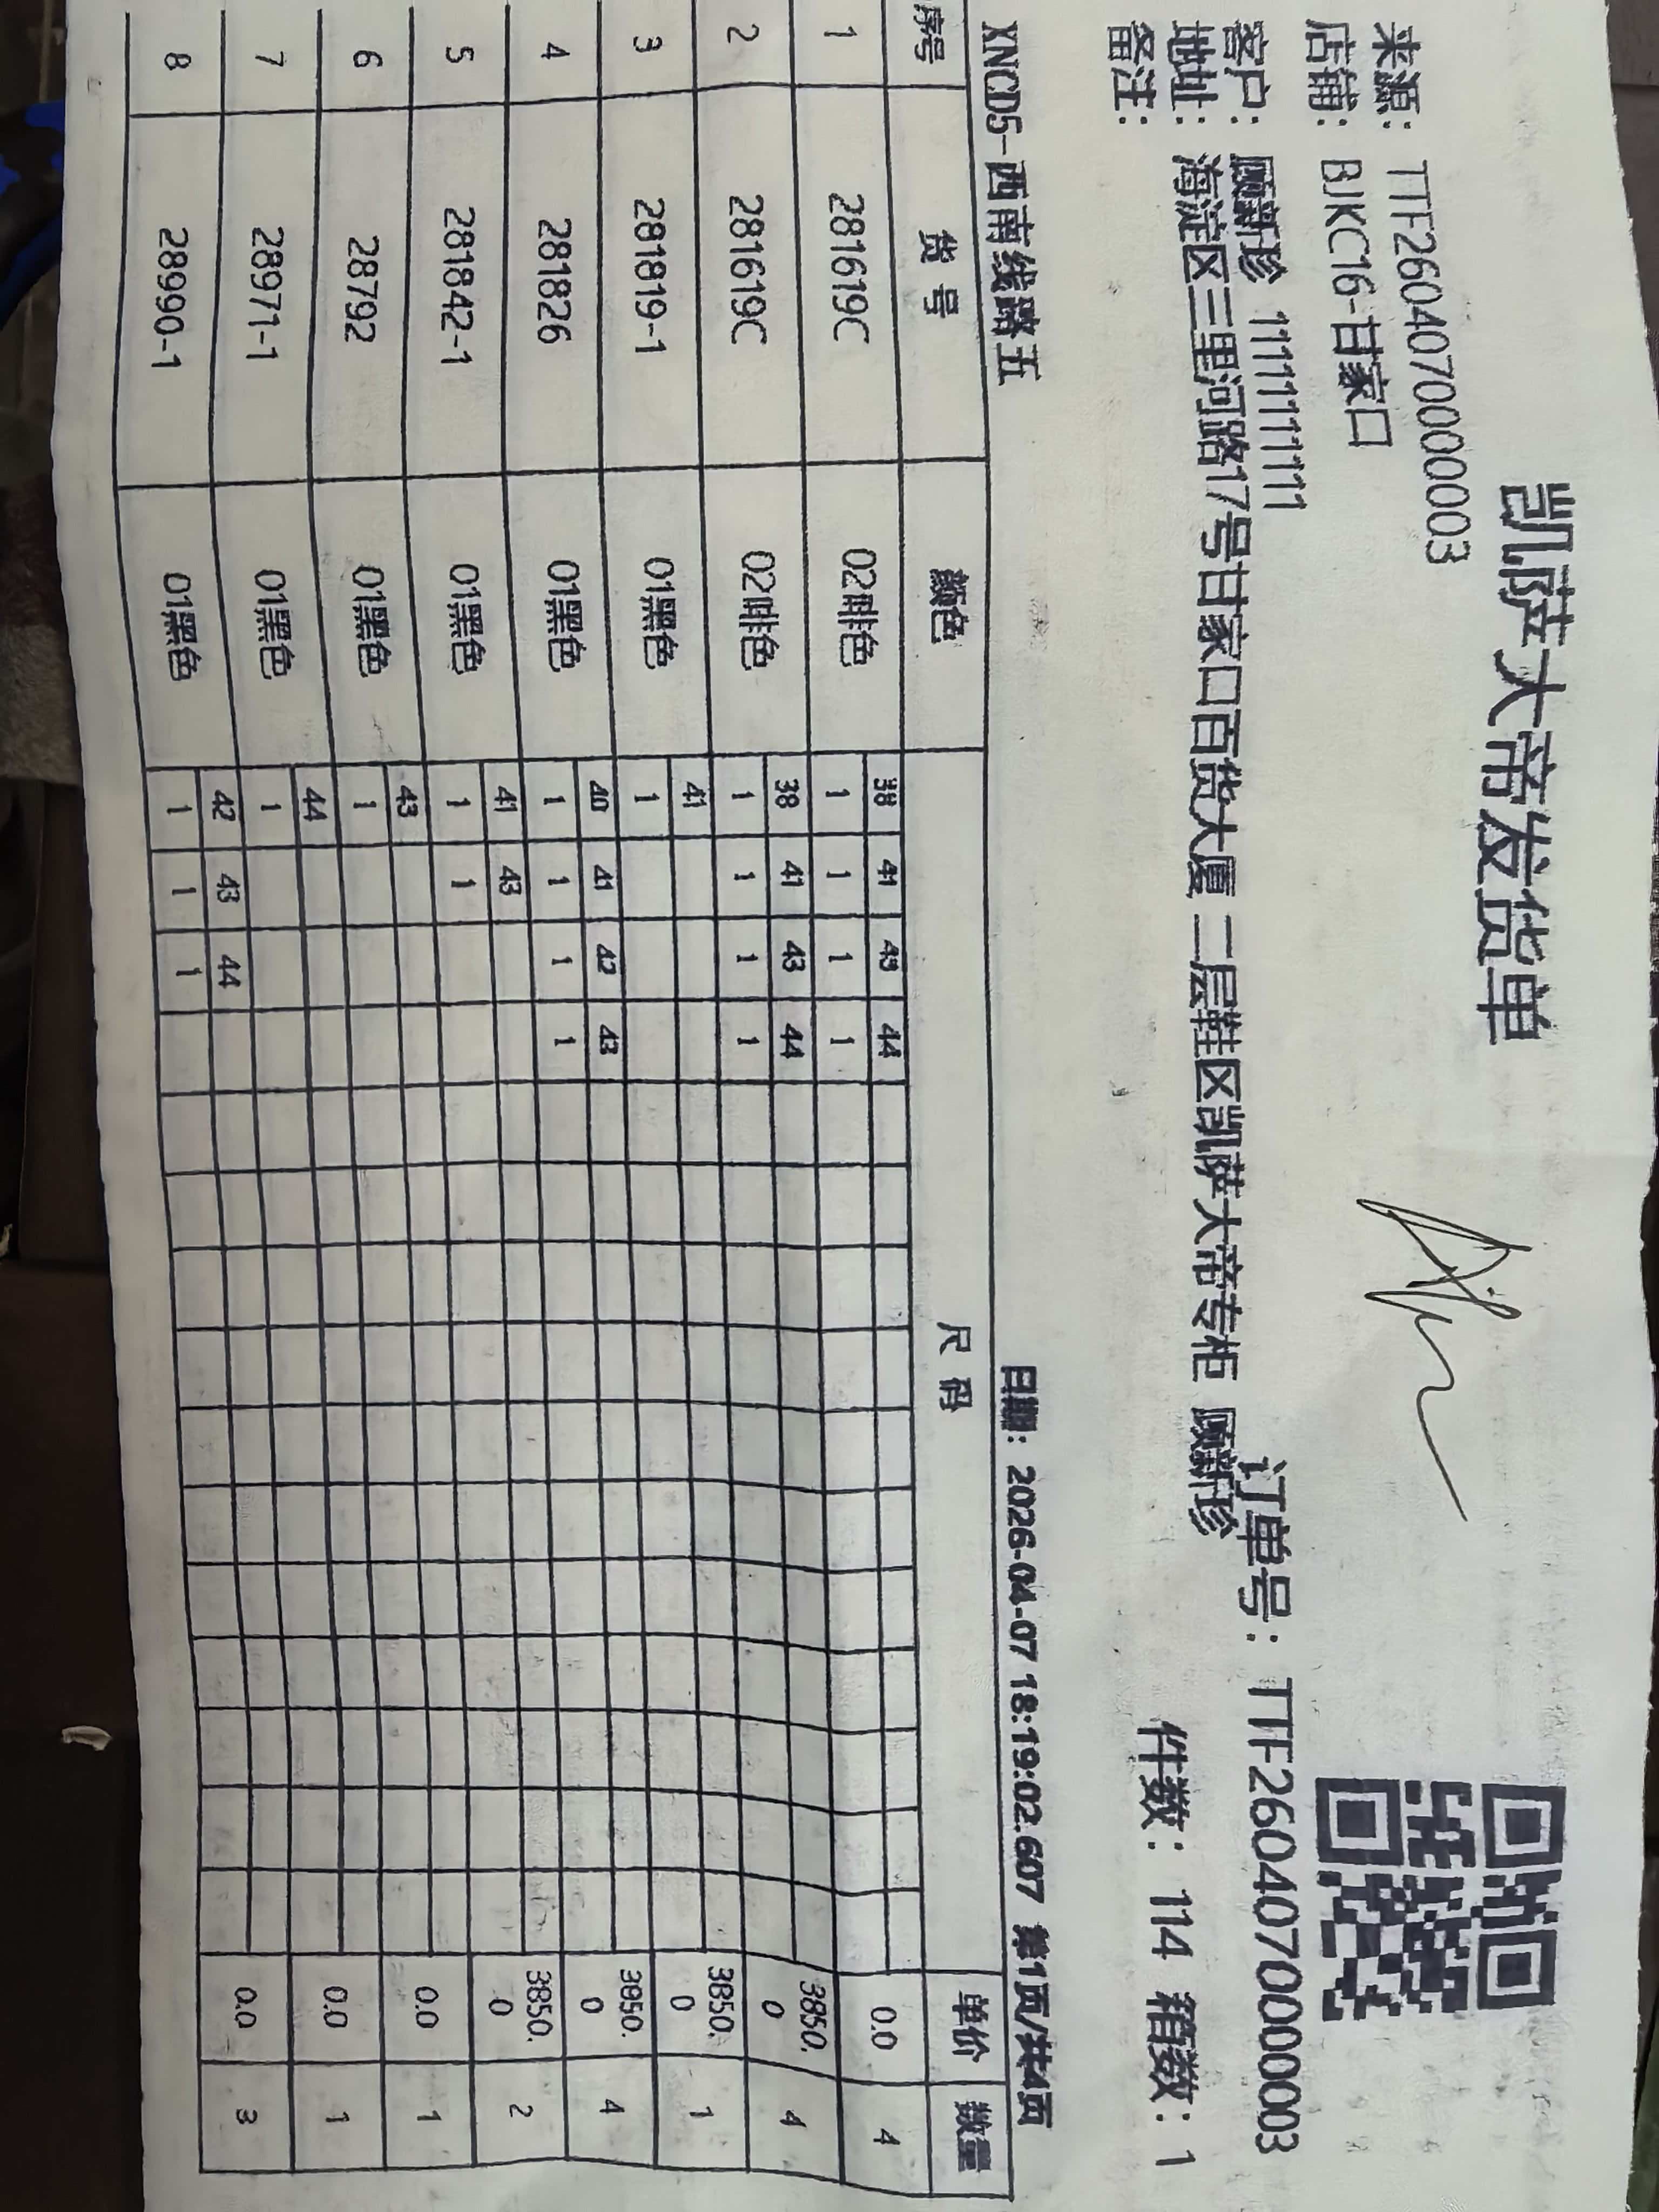 凯萨大帝发货单
来源: TTF260407000003
店铺: BJKC16-甘家口
客户: 顾新珍 11111111111 订单号: TTF260407000003
地址: 海淀区三里河路17号甘家口百货大厦 二层鞋区凯萨大帝专柜 顾新珍
备注: 件数: 114 箱数: 1
XNCD5-西南线路五 日期: 2026-04-07 18:19:02.607 第1页/共4页
序号 货号 颜色 尺码 单价 数量
38 41 43 44
1 281619C 02啡色 1 1 1 1 0.0 4
38 41 43 44
2 281619C 02啡色 1 1 1 1 3850.0 4
41
3 281819-1 01黑色 1 3850.0 1
40 41 42 43
4 281826 01黑色 1 1 1 1 3850.0 4
41 43
5 281842-1 01黑色 1 1 3850.0 2
43
6 28792 01黑色 1 0.0 1
44
7 28971-1 01黑色 1 0.0 1
42 43 44
8 28990-1 01黑色 1 1 1 0.0 3